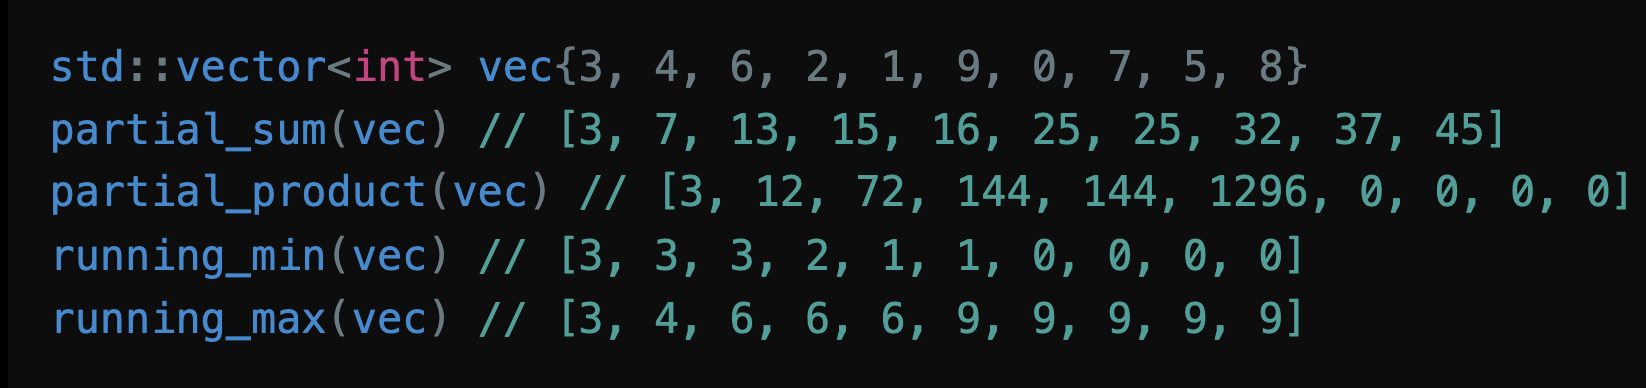 std::vector<int> vec{3, 4, 6, 2, 1, 9, 0, 7, 5, 8}
partial_sum(vec) // [3, 7, 13, 15, 16, 25, 25, 32, 37, 45]
partial_product(vec) // [3, 12, 72, 144, 144, 1296, 0, 0, 0, 0]
running_min(vec) // [3, 3, 3, 2, 1, 1, 0, 0, 0, 0]
running_max(vec) // [3, 4, 6, 6, 6, 9, 9, 9, 9, 9]